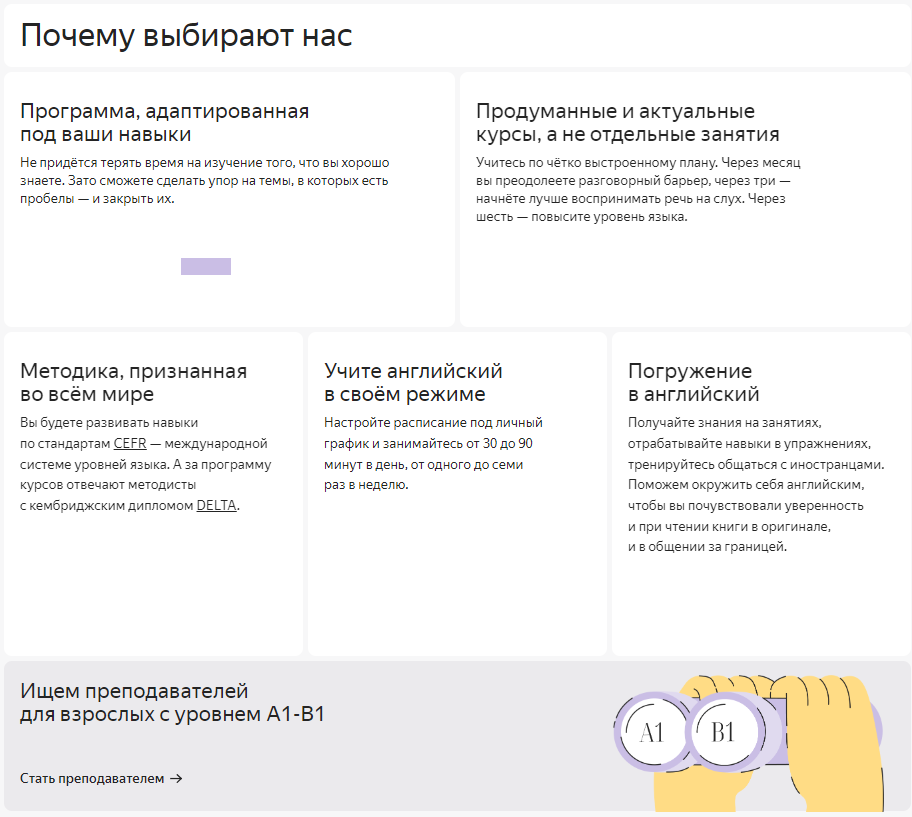 Почему выбирают нас
Программа, адаптированная
под ваши навыки
Не придётся терять время на изучение того, что вы хорошо
знаете. Зато сможете сделать упор на темы, в которых есть
пробелы — и закрыть их.
Продуманные и актуальные
курсы, а не отдельные занятия
Учитесь по чётко выстроенному плану. Через месяц
вы преодолеете разговорный барьер, через три —
начнёте лучше воспринимать речь на слух. Через
шесть — повысите уровень языка.
Методика, признанная
во всём мире
Вы будете развивать навыки
по стандартам CEFR — международной
системе уровней языка. А за программу
курсов отвечают методисты
с кембриджским дипломом DELTA.
Учите английский
в своём режиме
Настройте расписание под личный
график и занимайтесь от 30 до 90
минут в день, от одного до семи
раз в неделю.
Погружение
в английский
Получайте знания на занятиях,
отрабатывайте навыки в упражнениях,
тренируйтесь общаться с иностранцами.
Поможем окружить себя английским,
чтобы вы почувствовали уверенность
и при чтении книги в оригинале,
и в общении за границей.
Ищем преподавателей
для взрослых с уровнем А1-В1
Стать преподавателем →
A1
B1